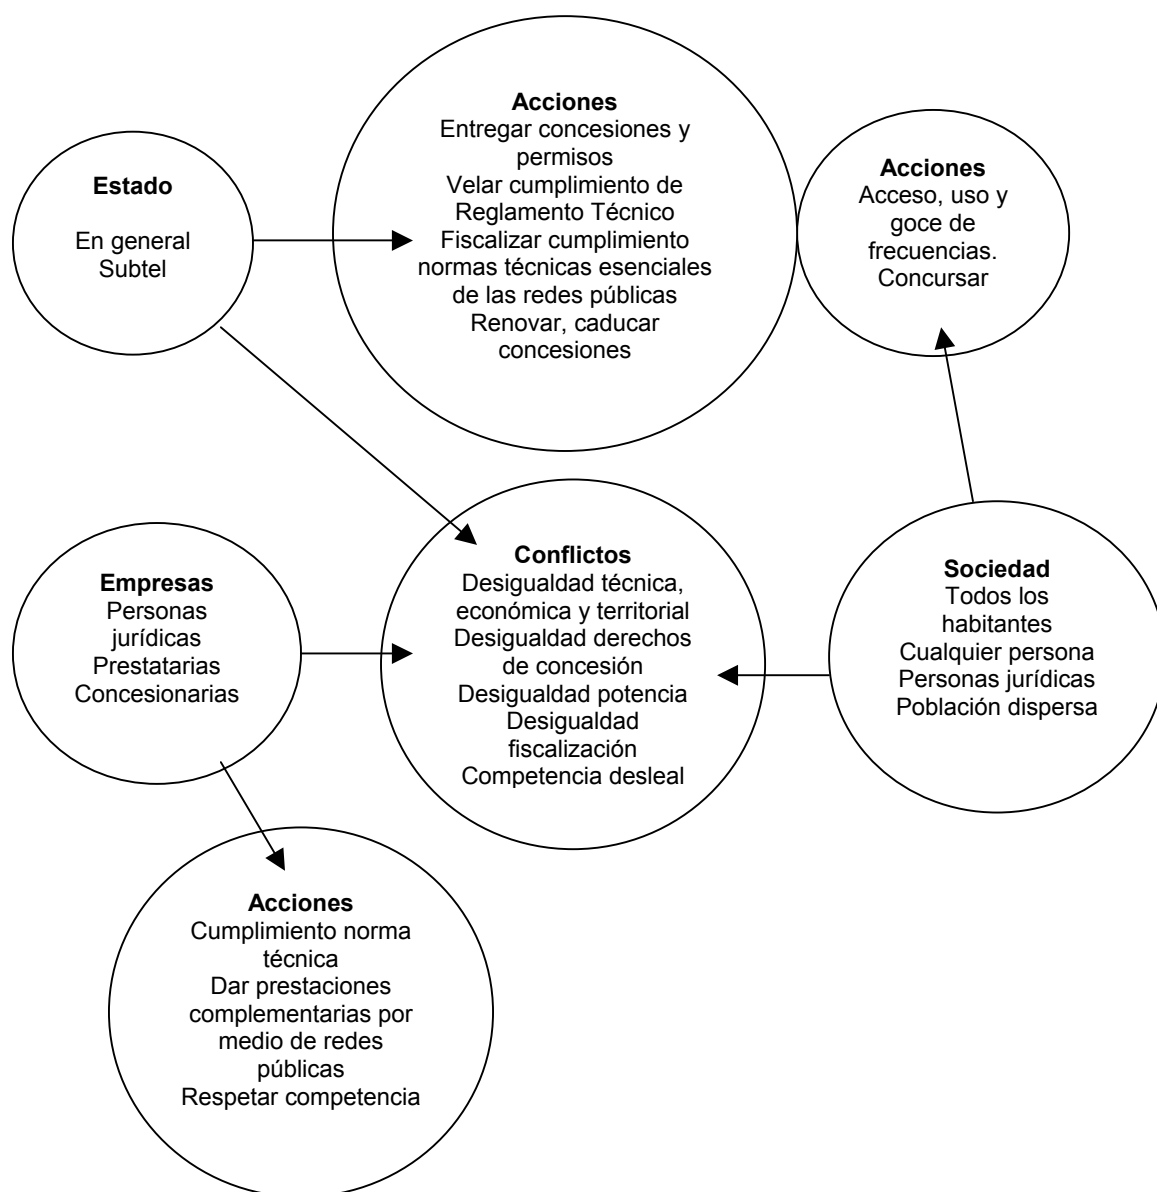 Acciones
Entregar concesiones y
permisos
Velar cumplimiento de
Reglamento Técnico
Fiscalizar cumplimiento
normas técnicas esenciales
de las redes públicas
Renovar, caducar
concesiones
Estado
En general
Subtel
Acciones
Acceso, uso y
goce de
frecuencias.
Concursar
Conflictos
Desigualdad técnica,
económica y territorial
Desigualdad derechos
de concesión
Desigualdad potencia
Desigualdad
fiscalización
Competencia desleal
Empresas
Personas
jurídicas
Prestatarias
Concesionarias
Sociedad
Todos los
habitantes
Cualquier persona
Personas jurídicas
Población dispersa
Acciones
Cumplimiento norma
técnica
Dar prestaciones
complementarias por
medio de redes
públicas
Respetar competencia